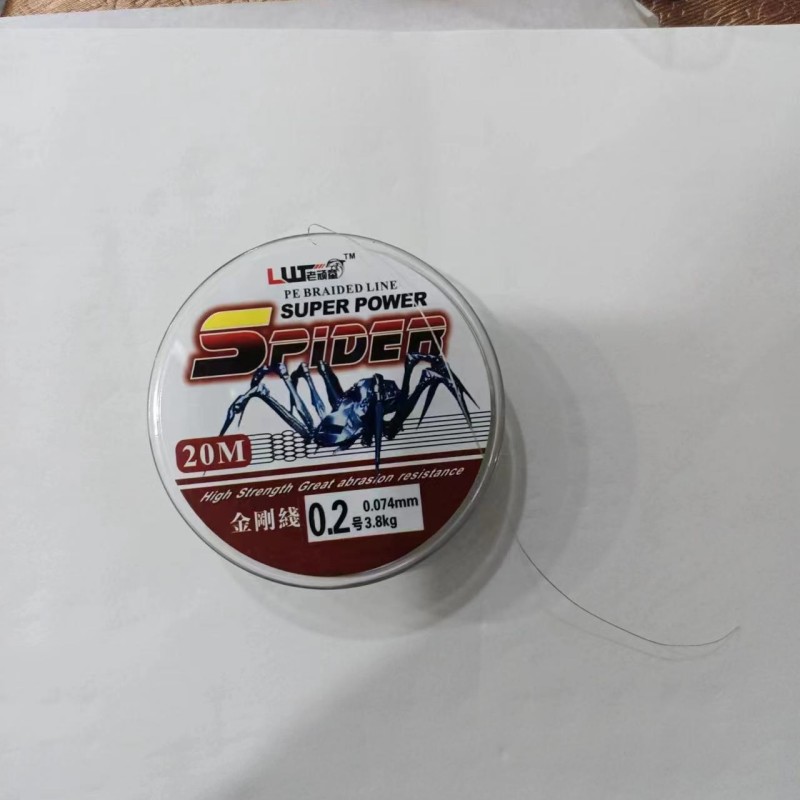 LWT老頑童™
PE BRAIDED LINE
SUPER POWER
SPIDER
20M
High Strength Great abrasion resistance
金剛綫
0.2号
0.074mm
3.8kg